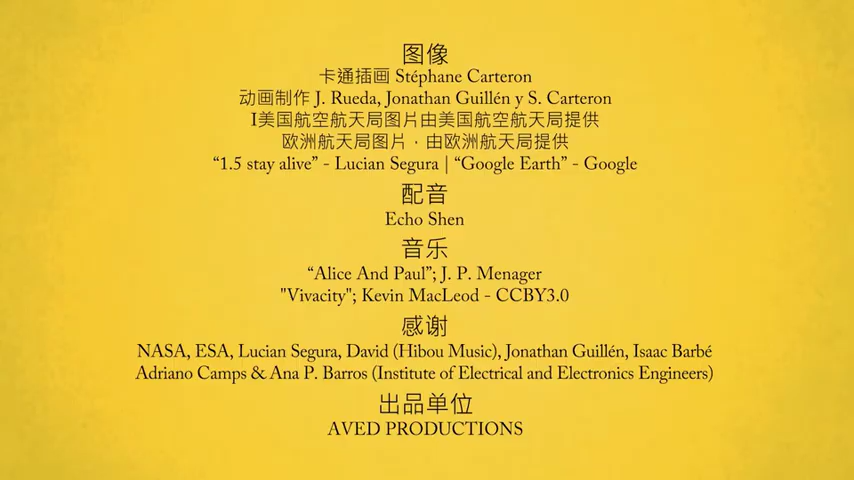 图像
卡通插画 Stéphane Carteron
动画制作 J. Rueda, Jonathan Guillén y S. Carteron
I美国航空航天局图片由美国航空航天局提供
欧洲航天局图片，由欧洲航天局提供
“1.5 stay alive” - Lucian Segura | “Google Earth” - Google
配音
Echo Shen
音乐
“Alice And Paul”; J. P. Menager
"Vivacity"; Kevin MacLeod - CCBY3.0
感谢
NASA, ESA, Lucian Segura, David (Hibou Music), Jonathan Guillén, Isaac Barbé
Adriano Camps & Ana P. Barros (Institute of Electrical and Electronics Engineers)
出品单位
AVED PRODUCTIONS